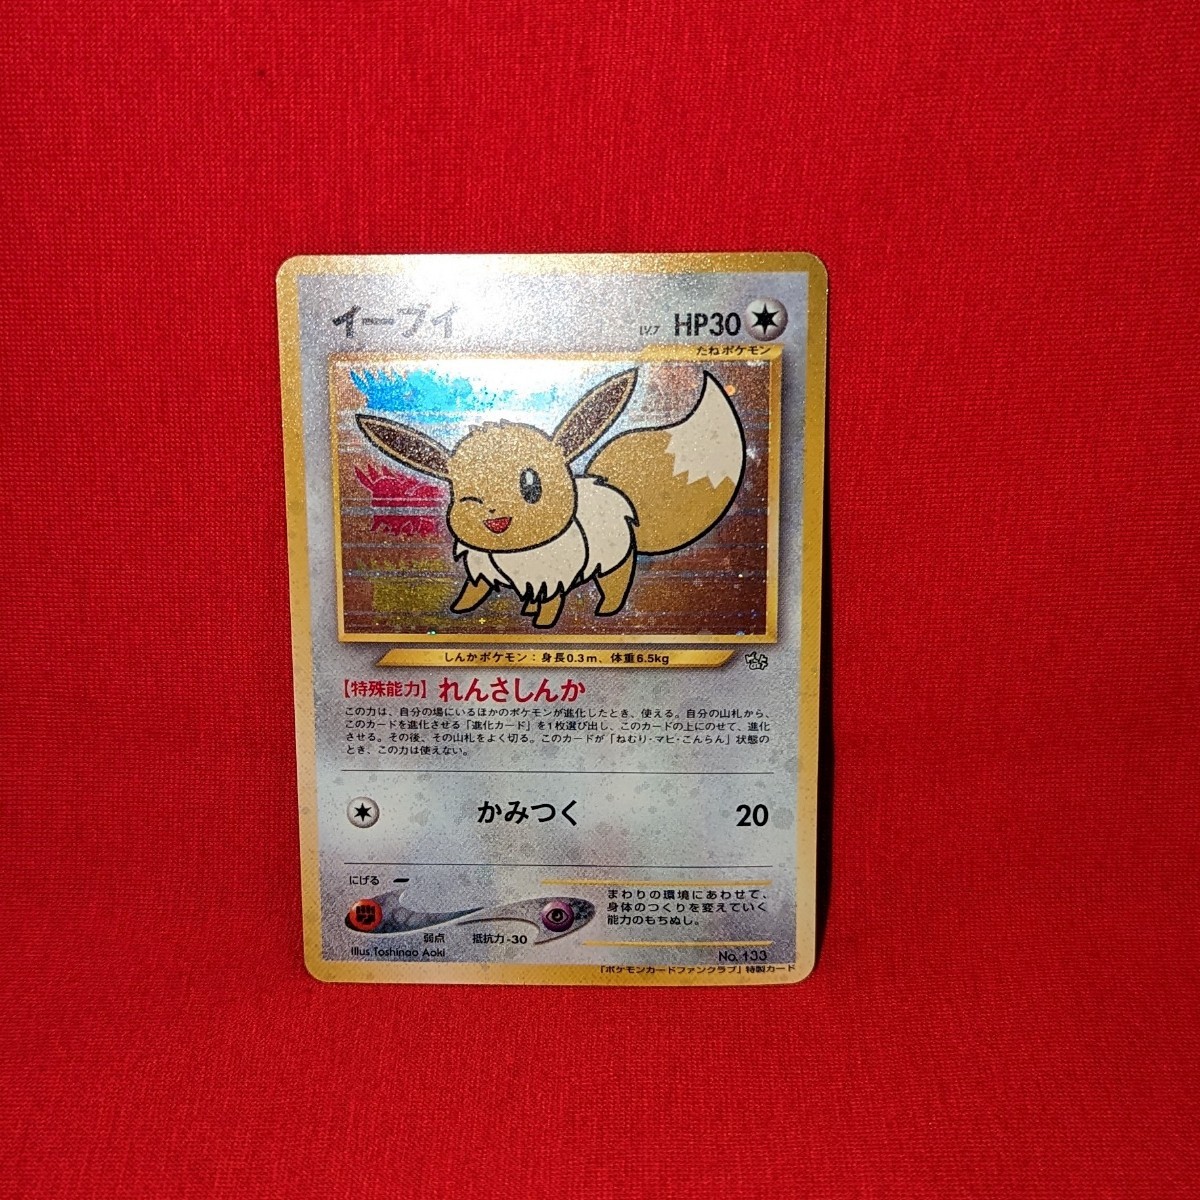 イーブイ
LV.7 HP30
たねポケモン
しんかポケモン：身長0.3m、体重6.5kg
【特殊能力】れんさしんか
この力は、自分の場にいるほかのポケモンが進化したとき、使える。自分の山札から、
このカードを進化させる「進化カード」を1枚選び出し、このカードの上にのせて、進化
させる。その後、その山札をよく切る。このカードが「ねむり・マヒ・こんらん」状態の
とき、この力は使えない。
かみつく 20
にげる
弱点 抵抗力-30
まわりの環境にあわせて、
身体のつくりを変えていく
能力のもちぬし。
Illus.Toshinao Aoki
No. 133
「ポケモンカードファンクラブ」特製カード